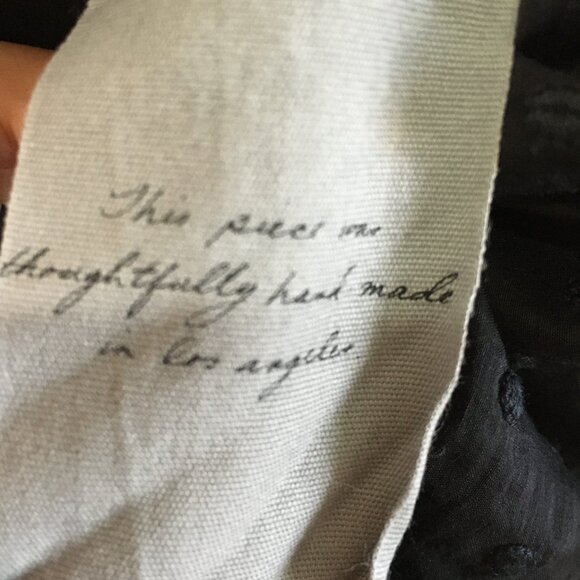 This piece was
thoughtfully hand made
in los angeles